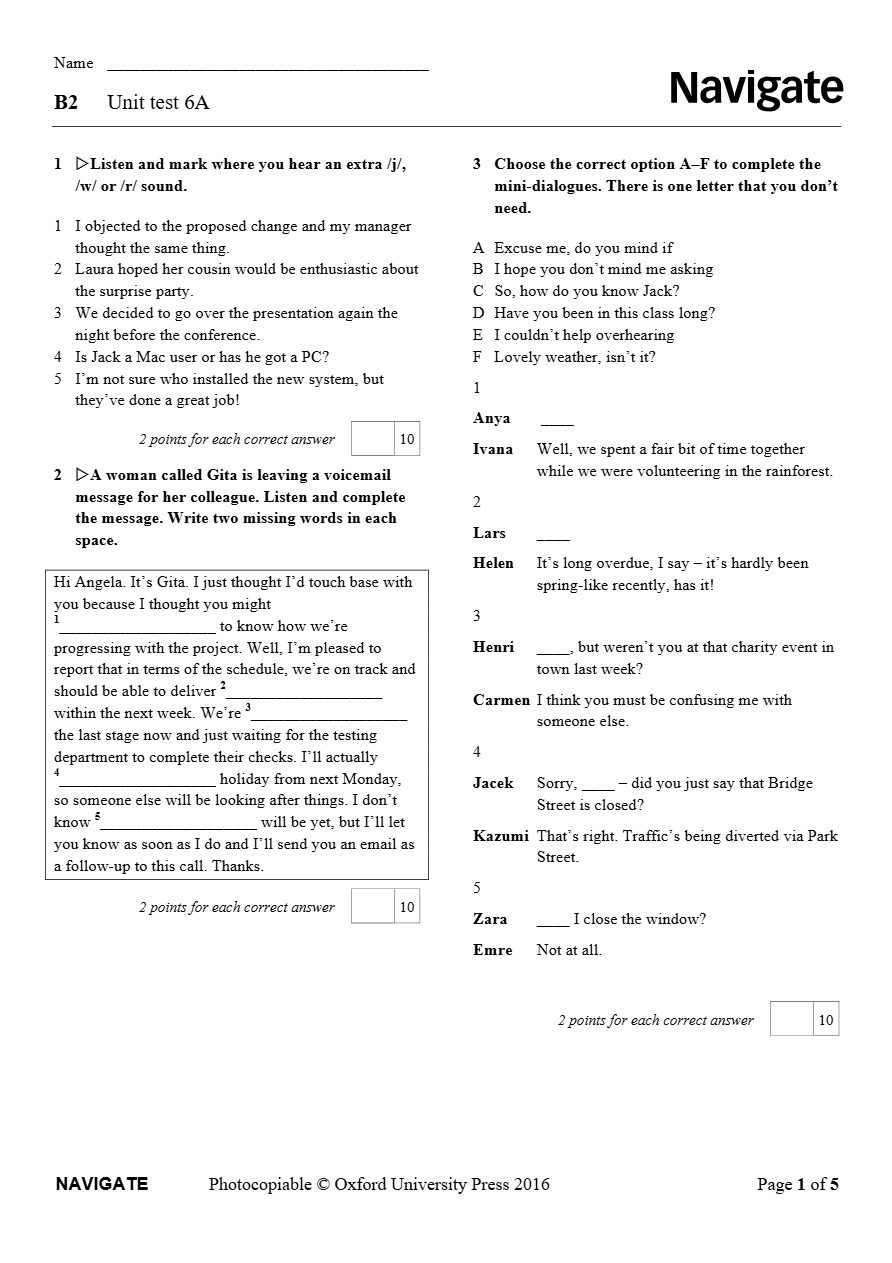 Name ________________________________________
Navigate
B2 Unit test 6A
1 ▷Listen and mark where you hear an extra /j/,
/w/ or /r/ sound.
1 I objected to the proposed change and my manager
thought the same thing.
2 Laura hoped her cousin would be enthusiastic about
the surprise party.
3 We decided to go over the presentation again the
night before the conference.
4 Is Jack a Mac user or has he got a PC?
5 I’m not sure who installed the new system, but
they’ve done a great job!
2 points for each correct answer 10
2 ▷A woman called Gita is leaving a voicemail
message for her colleague. Listen and complete
the message. Write two missing words in each
space.
Hi Angela. It’s Gita. I just thought I’d touch base with
you because I thought you might
1___________________ to know how we’re
progressing with the project. Well, I’m pleased to
report that in terms of the schedule, we’re on track and
should be able to deliver 2___________________
within the next week. We’re 3___________________
the last stage now and just waiting for the testing
department to complete their checks. I’ll actually
4___________________ holiday from next Monday,
so someone else will be looking after things. I don’t
know 5___________________ will be yet, but I’ll let
you know as soon as I do and I’ll send you an email as
a follow-up to this call. Thanks.
2 points for each correct answer 10
3 Choose the correct option A–F to complete the
mini-dialogues. There is one letter that you don’t
need.
A Excuse me, do you mind if
B I hope you don’t mind me asking
C So, how do you know Jack?
D Have you been in this class long?
E I couldn’t help overhearing
F Lovely weather, isn’t it?
1
Anya ____
Ivana Well, we spent a fair bit of time together
while we were volunteering in the rainforest.
2
Lars ____
Helen It’s long overdue, I say – it’s hardly been
spring-like recently, has it!
3
Henri ____, but weren’t you at that charity event in
town last week?
Carmen I think you must be confusing me with
someone else.
4
Jacek Sorry, ____ – did you just say that Bridge
Street is closed?
Kazumi That’s right. Traffic’s being diverted via Park
Street.
5
Zara ____ I close the window?
Emre Not at all.
2 points for each correct answer 10
NAVIGATE Photocopiable © Oxford University Press 2016 Page 1 of 5